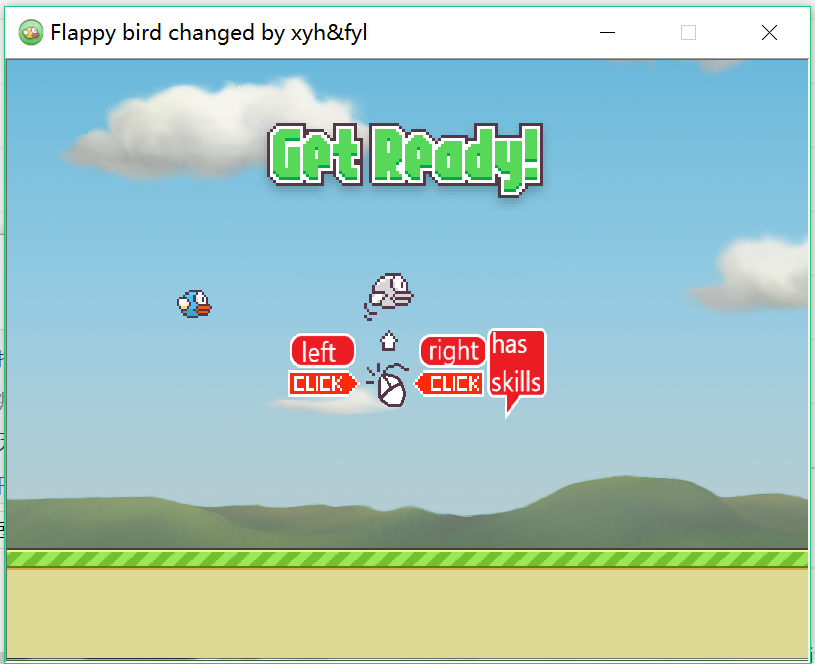 Flappy bird changed by xyh&fyl
Get Ready!
left
right
has
CLICK
CLICK
skills